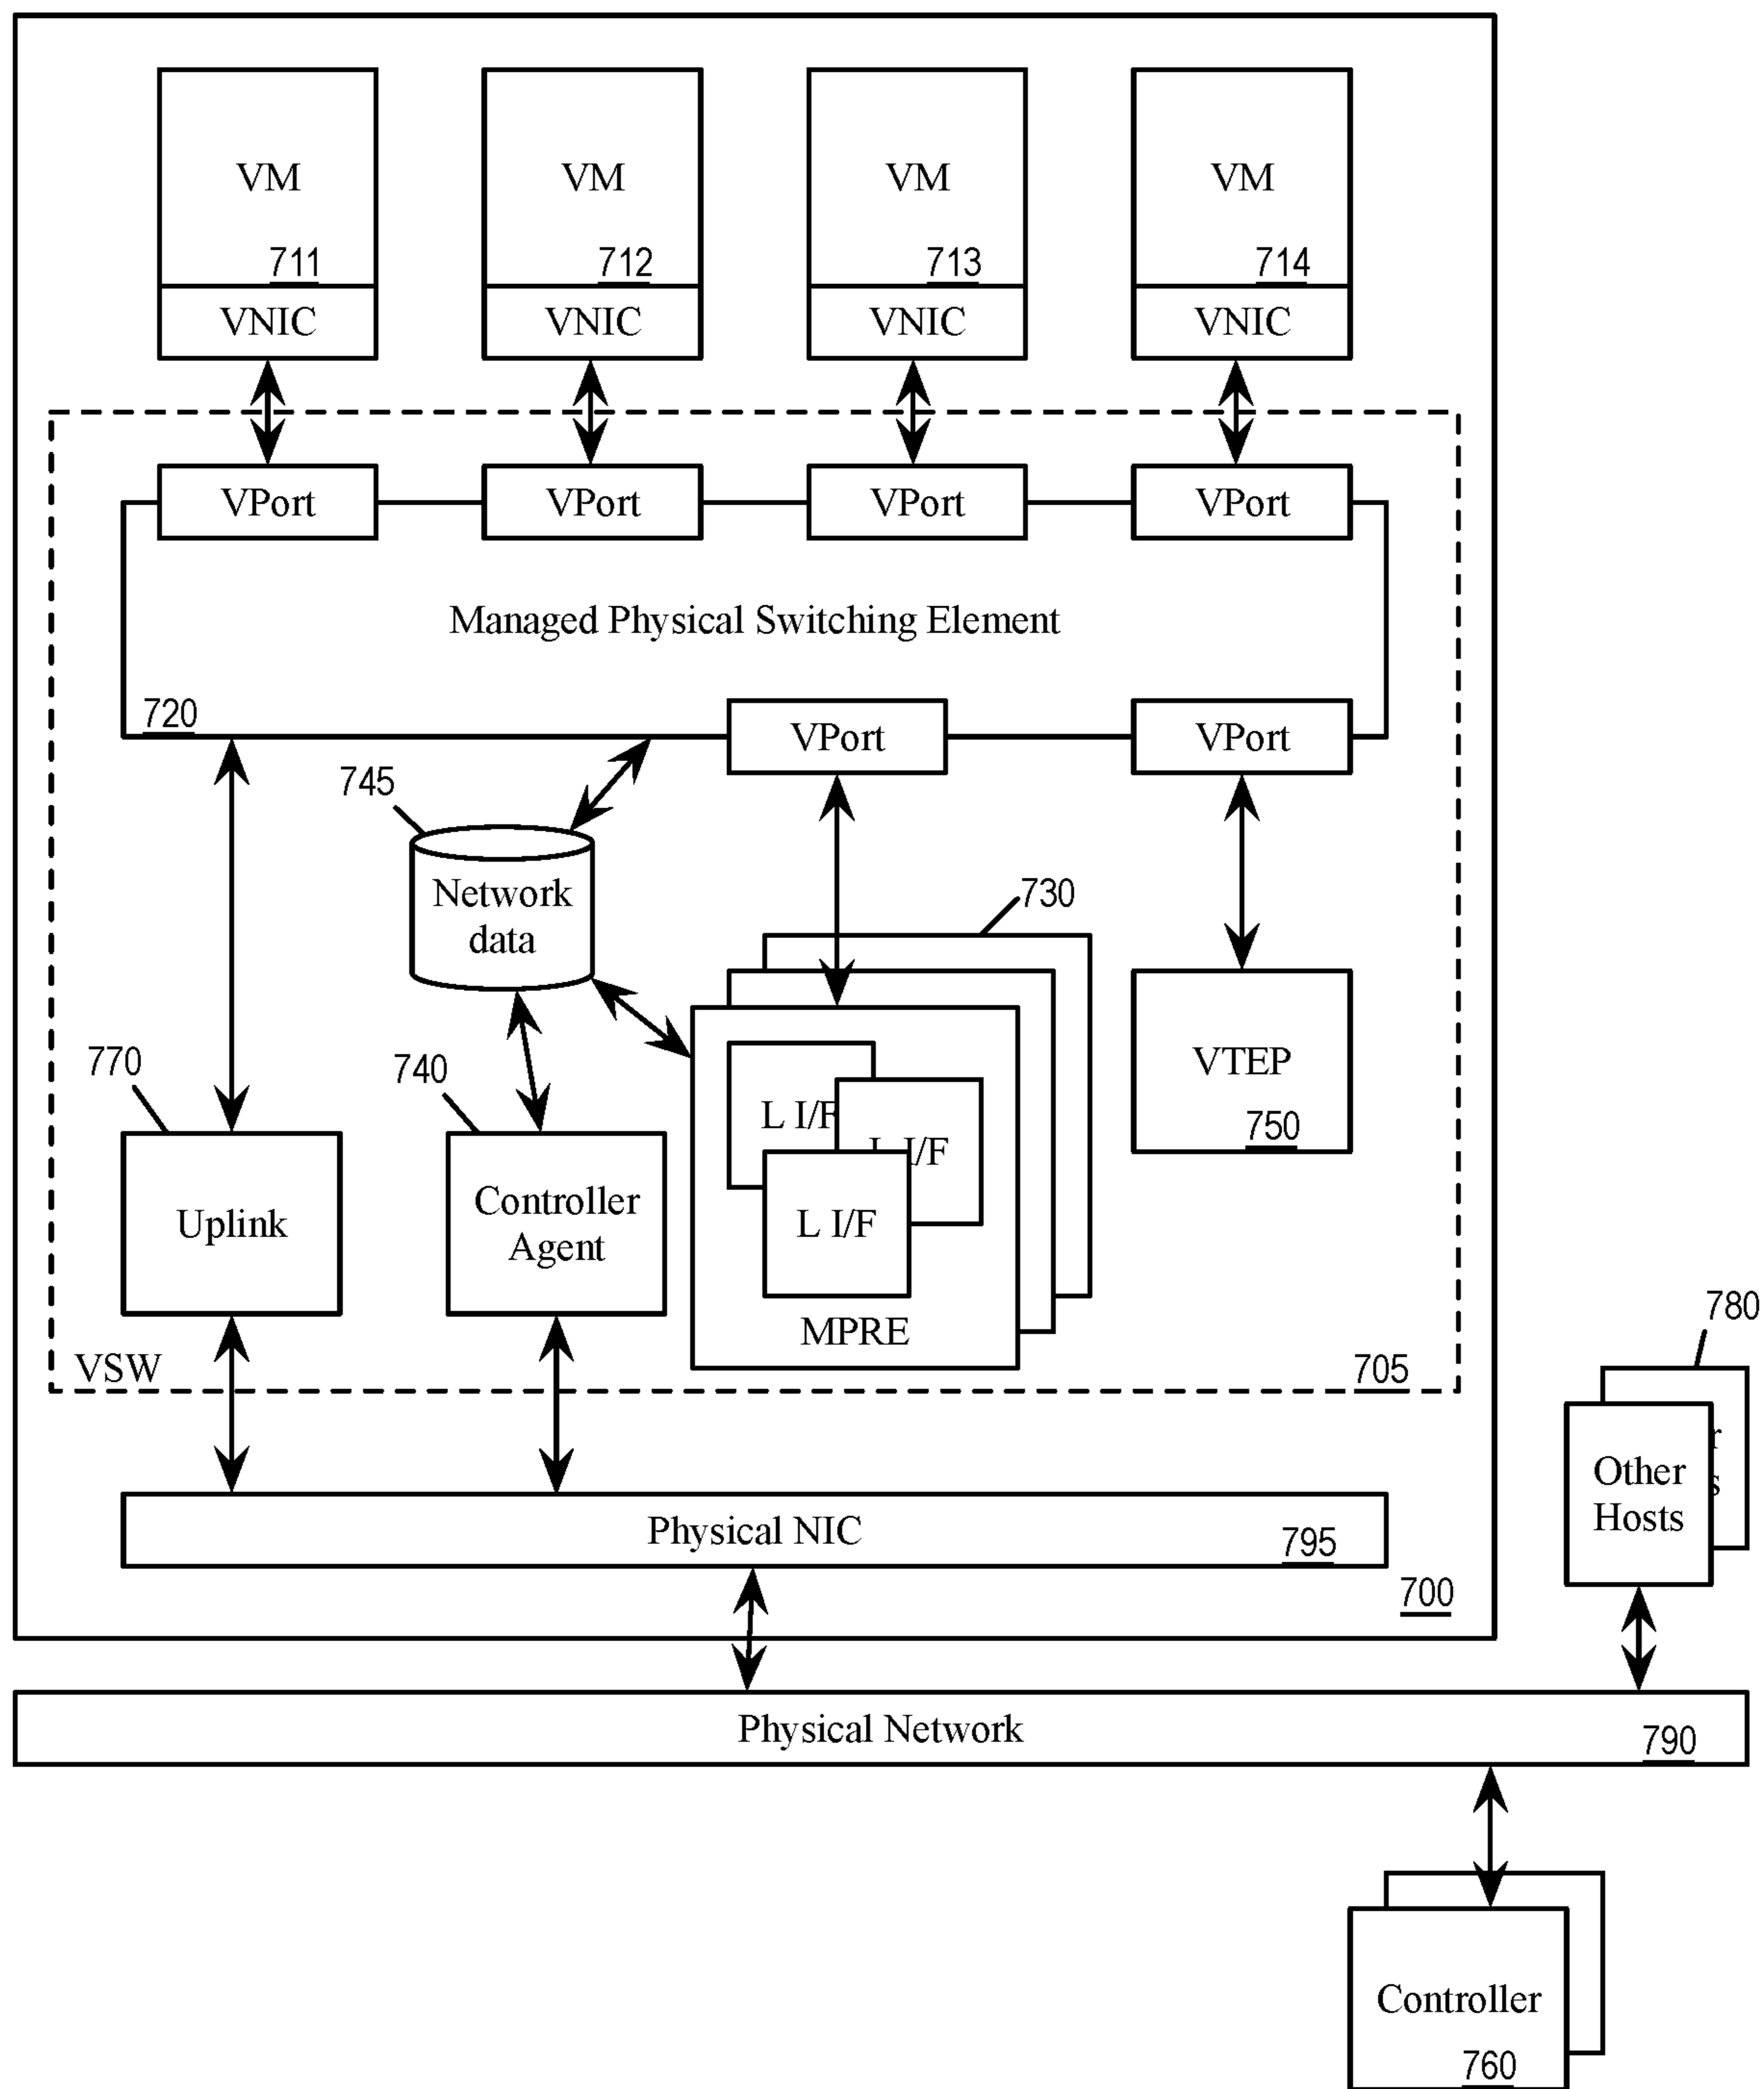 VM
VM
VM
VM
711
712
713
714
VNIC
VNIC
VNIC
VNIC
VPort
VPort
VPort
VPort
Managed Physical Switching Element
720
VPort
VPort
745
Network
data
730
770
740
VTEP
750
L I/F
L I/F
L I/F
Uplink
Controller
Agent
MPRE
VSW
705
780
Other
Hosts
Physical NIC
795
700
Physical Network
790
Controller
760